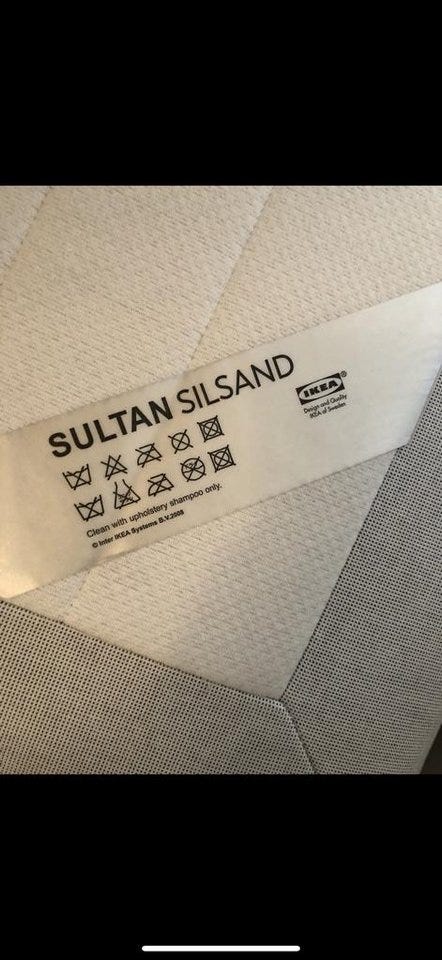 SULTAN SILSAND
IKEA®
Design and Quality
IKEA of Sweden
Clean with upholstery shampoo only.
© Inter IKEA Systems B.V.2008